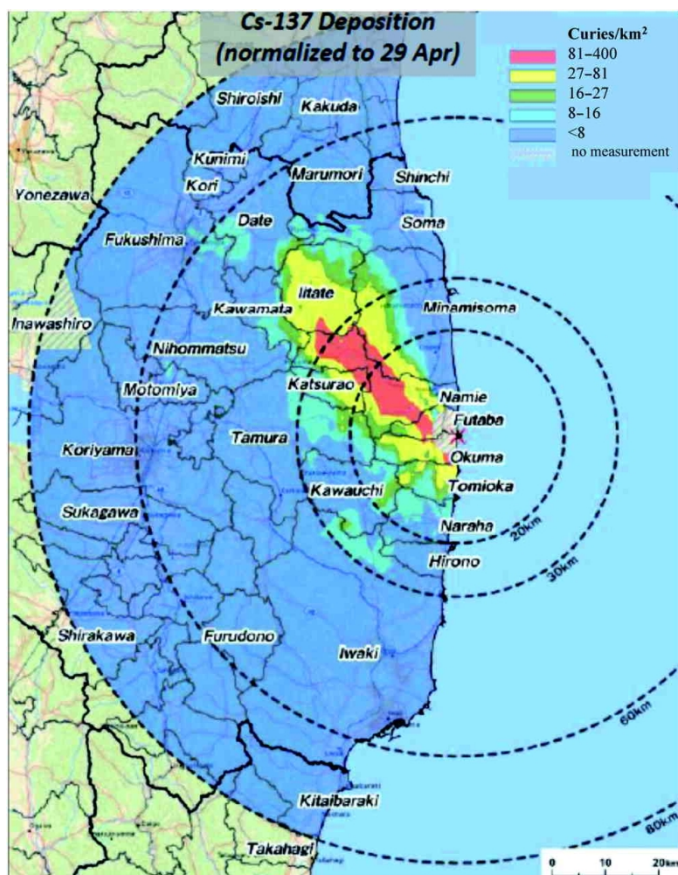 Cs-137 Deposition
(normalized to 29 Apr)
Curies/km²
81–400
27–81
16–27
8–16
<8
no measurement
Shiroishi
Kakuda
Kunimi
Kori
Marumori
Shinchi
Yonezawa
Date
Soma
Fukushima
Iitate
Kawamata
Minamisoma
Inawashiro
Nihommatsu
Motomiya
Katsurao
Namie
Futaba
Tamura
Koriyama
Okuma
Kawauchi
Tomioka
Sukagawa
Naraha
20km
Hirono
30km
Shirakawa
Furudono
Iwaki
60km
Kitaibaraki
80km
Takahagi
0 10 20km